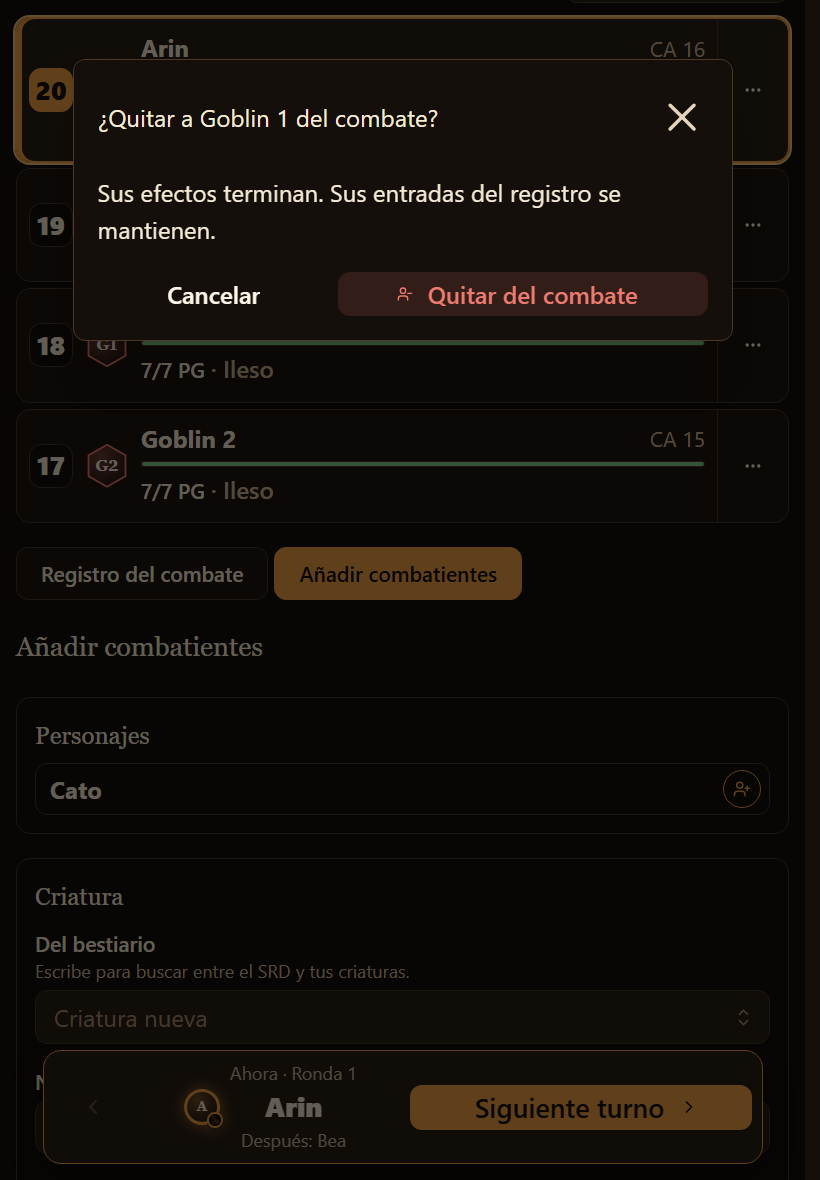 Arin
CA 16
20
¿Quitar a Goblin 1 del combate?
Sus efectos terminan. Sus entradas del registro se
mantienen.
Cancelar
Quitar del combate
19
18
G1
7/7 PG · Ileso
17
G2
Goblin 2
CA 15
7/7 PG · Ileso
Registro del combate
Añadir combatientes
Añadir combatientes
Personajes
Cato
Criatura
Del bestiario
Escribe para buscar entre el SRD y tus criaturas.
Criatura nueva
Ahora · Ronda 1
A
Arin
Después: Bea
Siguiente turno